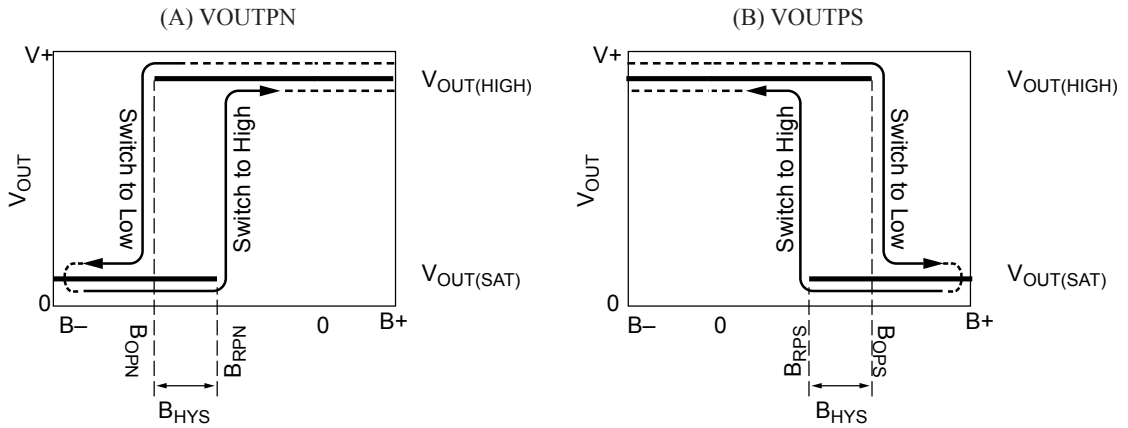 (A) VOUTPN
V+
VOUT(HIGH)
Switch to Low
Switch to High
VOUT
VOUT(SAT)
0
B–
BOPN
BRPN
0
B+
BHYS
(B) VOUTPS
V+
VOUT(HIGH)
Switch to High
Switch to Low
VOUT
VOUT(SAT)
0
B–
0
BRPS
BOPS
B+
BHYS